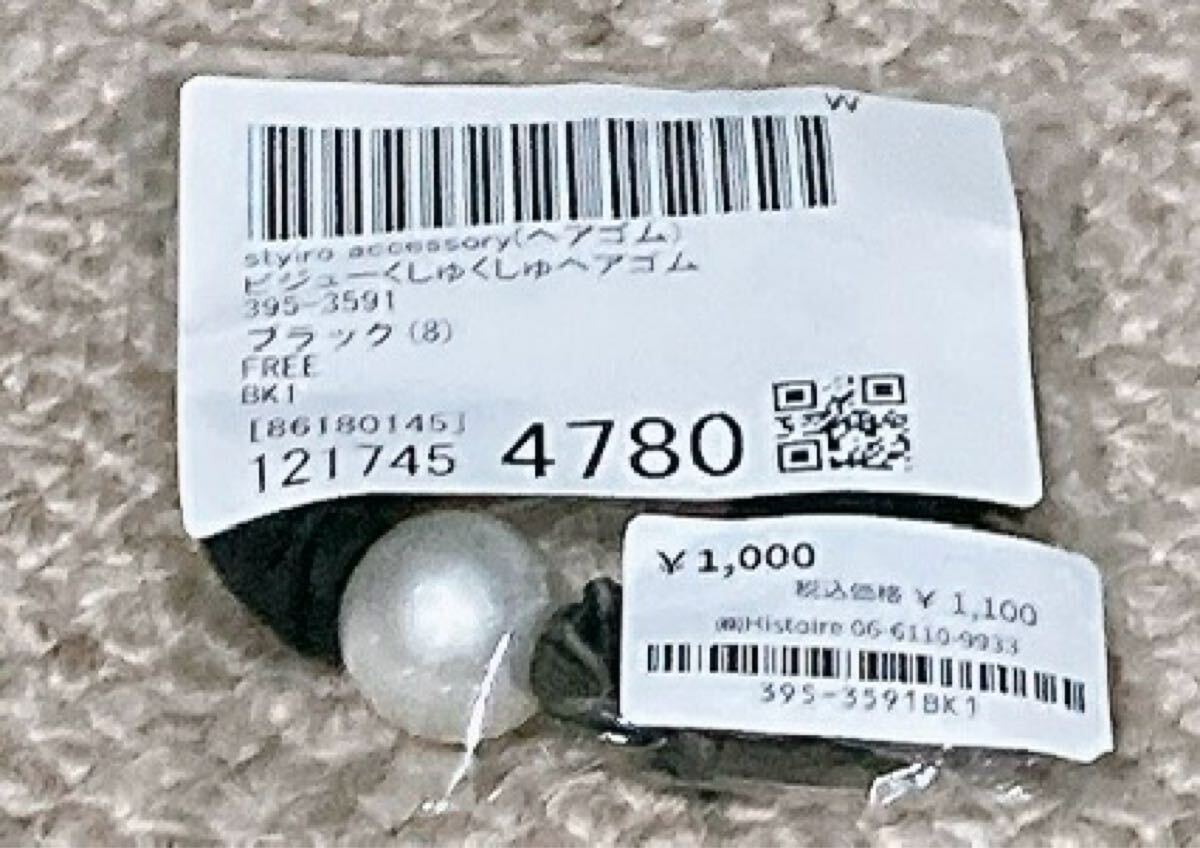 W
styiro accessory(ヘアゴム)
ビジューくしゅくしゅヘアゴム
395-3591
ブラック(8)
FREE
BK1
[86180145]
121745 4780
¥1,000
税込価格 ¥ 1,100
㈱Histoire 06-6110-9933
395-3591BK1